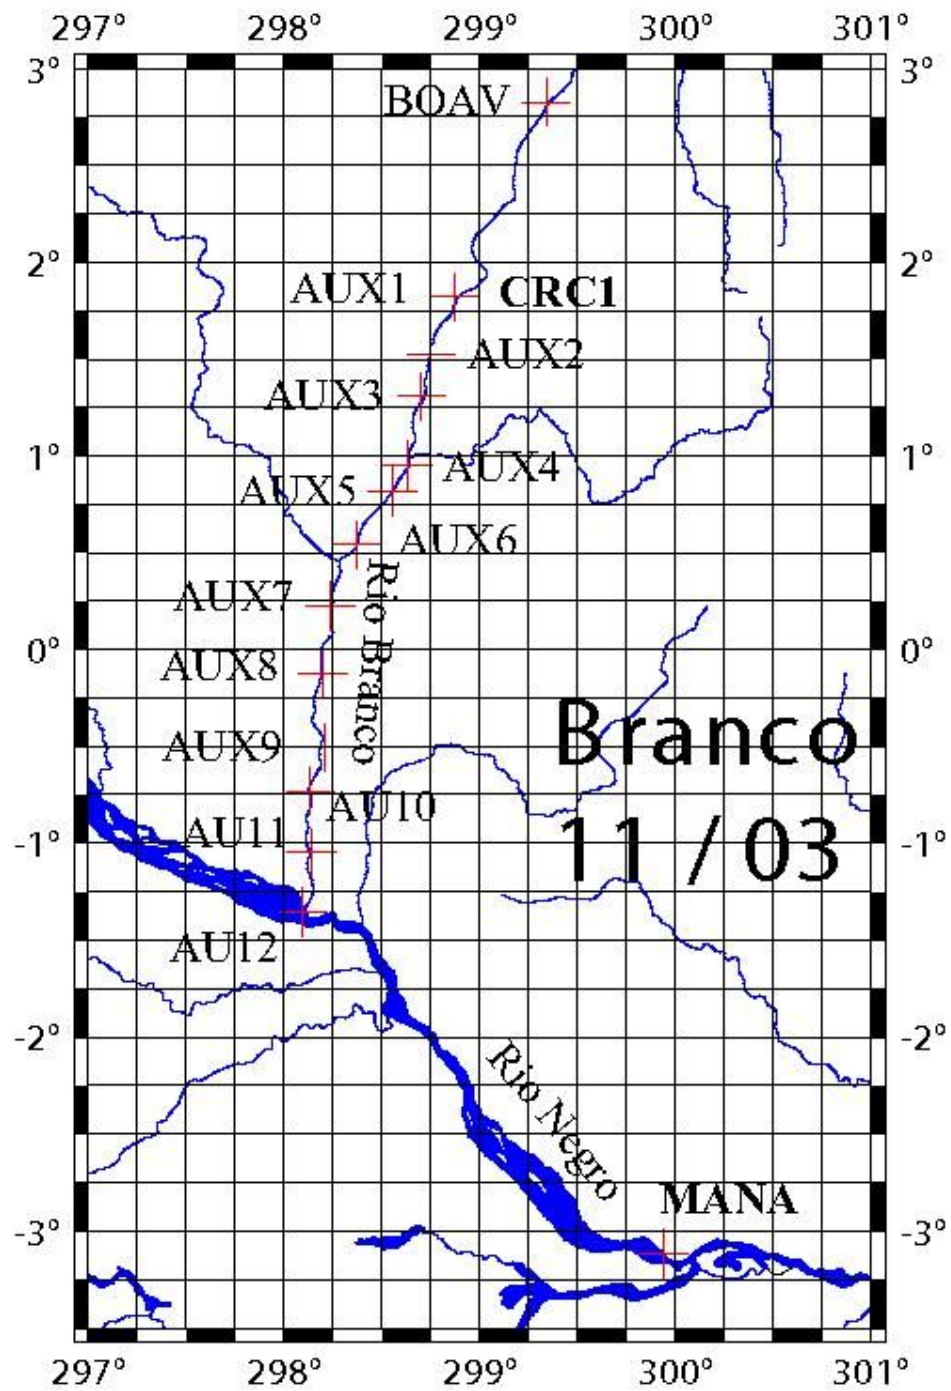 297° 298° 299° 300° 301°
3° 3°
BOAV
2° 2°
AUX1 CRC1
AUX2
AUX3
1° 1°
AUX4
AUX5
AUX6
Rio Branco
AUX7
0° 0°
AUX8
Branco
AUX9
AU10
11 / 03
AU11
-1° -1°
AU12
-2° -2°
Rio Negro
MANA
-3° -3°
297° 298° 299° 300° 301°